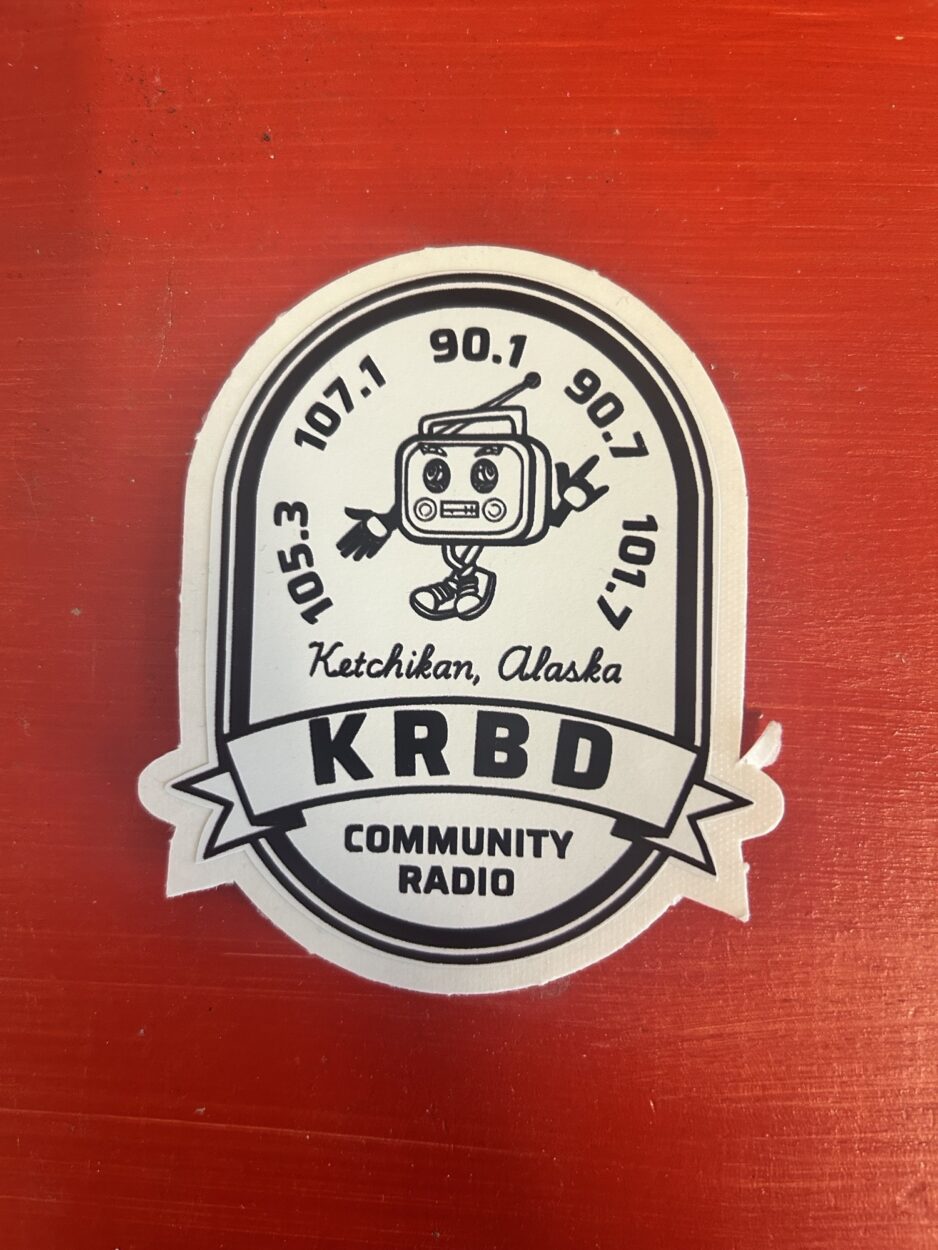 105.3
107.1
90.1
90.7
101.7
Ketchikan, Alaska
KRBD
COMMUNITY
RADIO